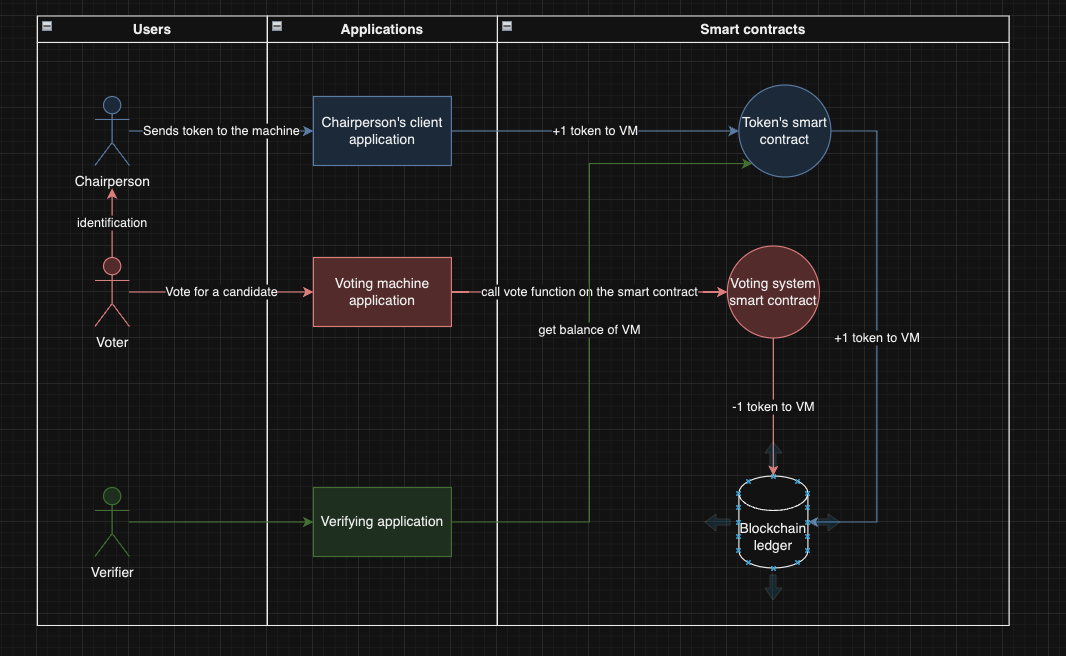 Users
Applications
Smart contracts
Sends token to the machine
Chairperson's client
application
+1 token to VM
Token's smart
contract
Chairperson
identification
Vote for a candidate
Voting machine
application
call vote function on the smart contract
Voting system
smart contract
get balance of VM
+1 token to VM
Voter
-1 token to VM
Verifying application
Blockchain
ledger
Verifier